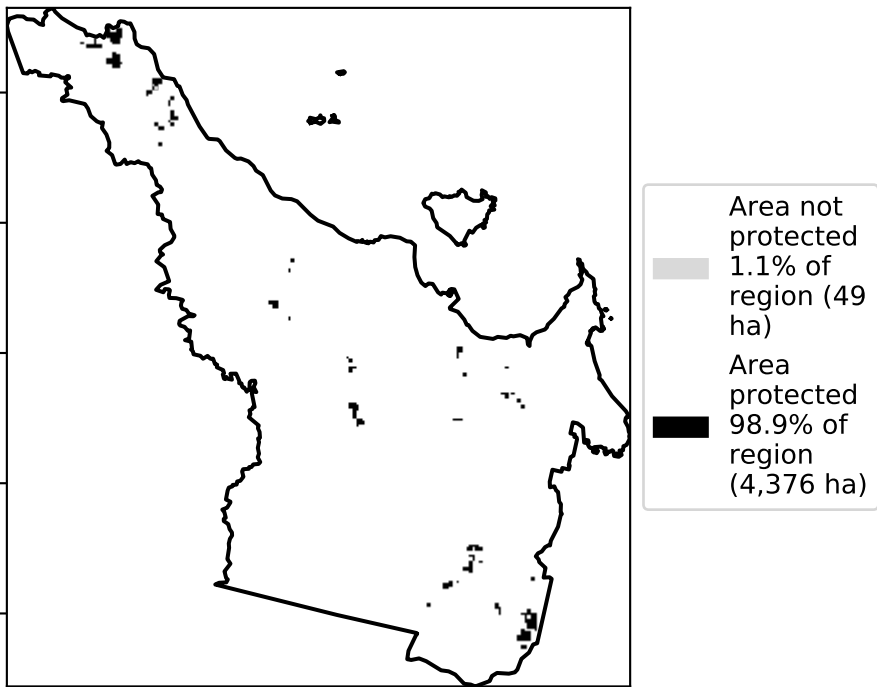 Area not
protected
1.1% of
region (49
ha)
Area
protected
98.9% of
region
(4,376 ha)